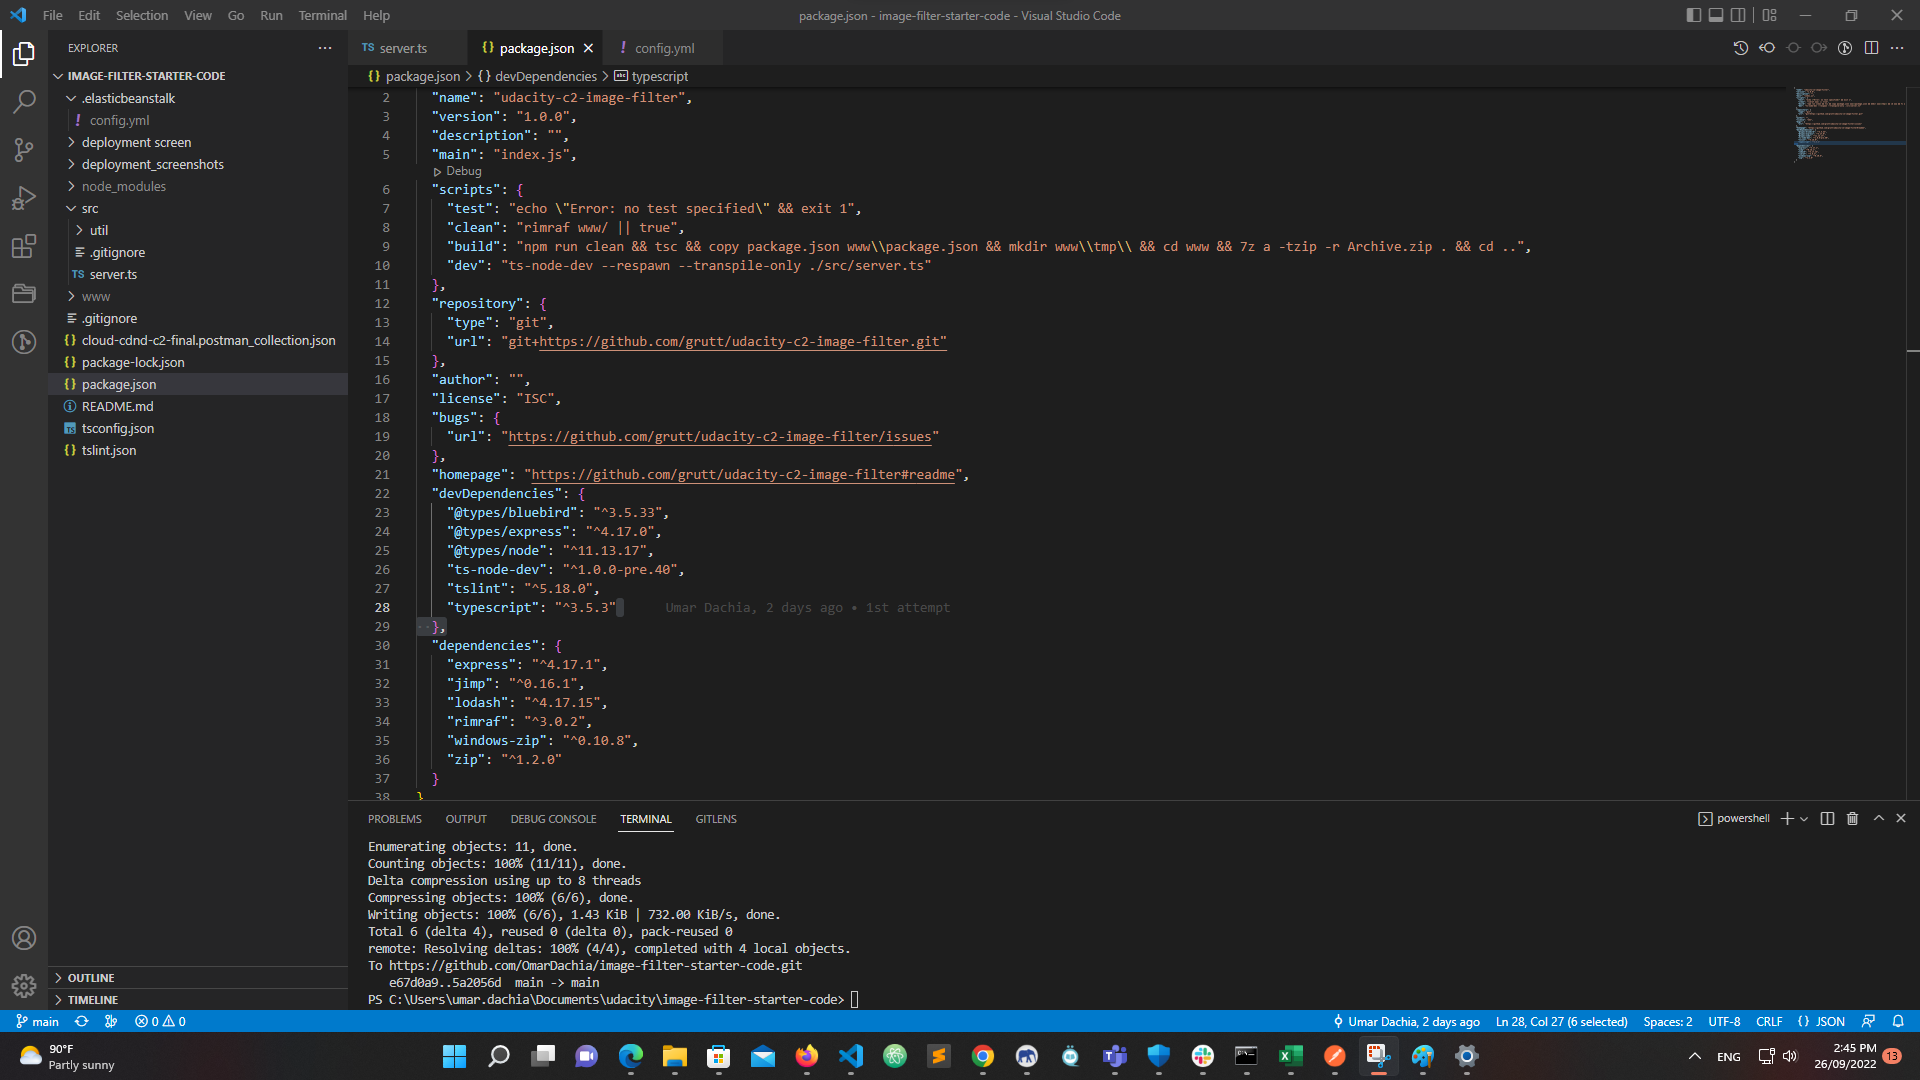 File Edit Selection View Go Run Terminal Help
package.json - image-filter-starter-code - Visual Studio Code
EXPLORER
IMAGE-FILTER-STARTER-CODE
.elasticbeanstalk
! config.yml
deployment screen
deployment_screenshots
node_modules
src
util
.gitignore
TS server.ts
www
.gitignore
{} cloud-cdnd-c2-final.postman_collection.json
{} package-lock.json
{} package.json
README.md
tsconfig.json
{} tslint.json
OUTLINE
TIMELINE
TS server.ts {} package.json ! config.yml
{} package.json > {} devDependencies > abc typescript
2 "name": "udacity-c2-image-filter",
3 "version": "1.0.0",
4 "description": "",
5 "main": "index.js",
Debug
6 "scripts": {
7 "test": "echo \"Error: no test specified\" && exit 1",
8 "clean": "rimraf www/ || true",
9 "build": "npm run clean && tsc && copy package.json www\\package.json && mkdir www\\tmp\\ && cd www && 7z a -tzip -r Archive.zip . && cd ..",
10 "dev": "ts-node-dev --respawn --transpile-only ./src/server.ts"
11 },
12 "repository": {
13 "type": "git",
14 "url": "git+https://github.com/grutt/udacity-c2-image-filter.git"
15 },
16 "author": "",
17 "license": "ISC",
18 "bugs": {
19 "url": "https://github.com/grutt/udacity-c2-image-filter/issues"
20 },
21 "homepage": "https://github.com/grutt/udacity-c2-image-filter#readme",
22 "devDependencies": {
23 "@types/bluebird": "^3.5.33",
24 "@types/express": "^4.17.0",
25 "@types/node": "^11.13.17",
26 "ts-node-dev": "^1.0.0-pre.40",
27 "tslint": "^5.18.0",
28 "typescript": "^3.5.3" Umar Dachia, 2 days ago • 1st attempt
29 },
30 "dependencies": {
31 "express": "^4.17.1",
32 "jimp": "^0.16.1",
33 "lodash": "^4.17.15",
34 "rimraf": "^3.0.2",
35 "windows-zip": "^0.10.8",
36 "zip": "^1.2.0"
37 }
38 }
PROBLEMS OUTPUT DEBUG CONSOLE TERMINAL GITLENS
powershell
Enumerating objects: 11, done.
Counting objects: 100% (11/11), done.
Delta compression using up to 8 threads
Compressing objects: 100% (6/6), done.
Writing objects: 100% (6/6), 1.43 KiB | 732.00 KiB/s, done.
Total 6 (delta 4), reused 0 (delta 0), pack-reused 0
remote: Resolving deltas: 100% (4/4), completed with 4 local objects.
To https://github.com/OmarDachia/image-filter-starter-code.git
e67d0a9..5a2056d main -> main
PS C:\Users\umar.dachia\Documents\udacity\image-filter-starter-code>
main 0 0 Umar Dachia, 2 days ago Ln 28, Col 27 (6 selected) Spaces: 2 UTF-8 CRLF {} JSON
90°F
Partly sunny
ENG
2:45 PM
26/09/2022
13